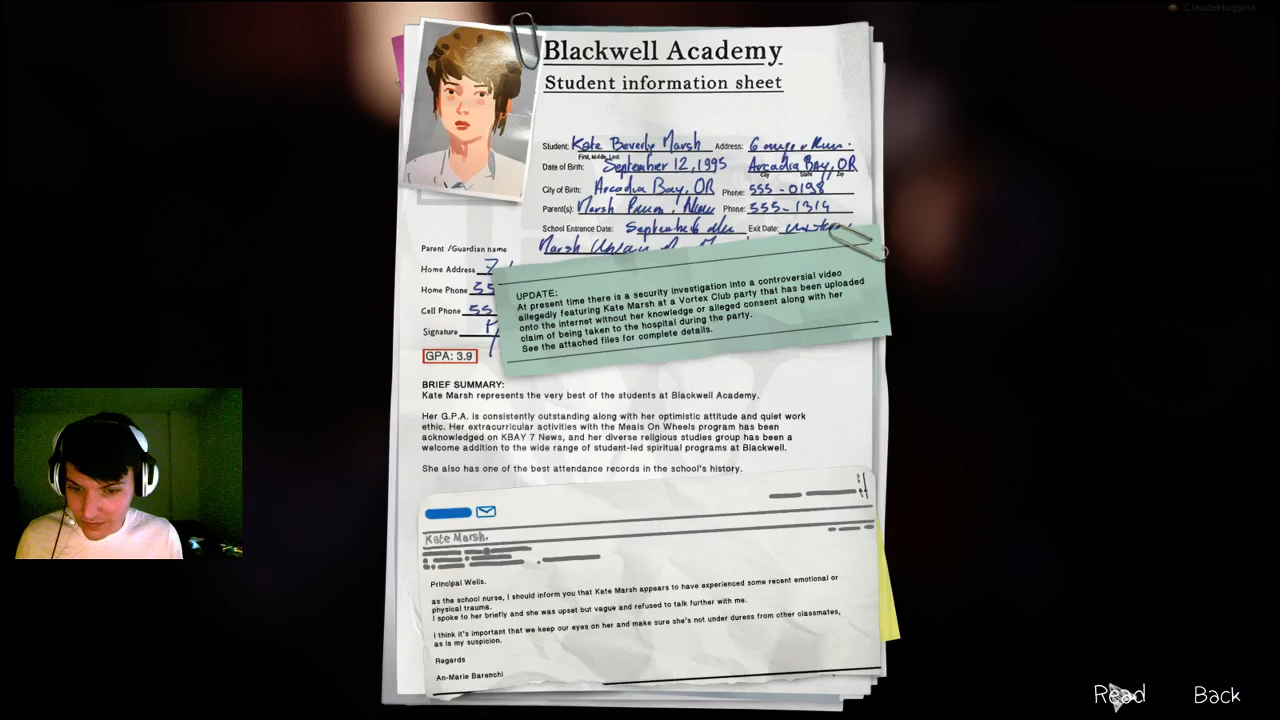 ClaudeHuggins
Blackwell Academy
Student information sheet
Student: Kate Beverly Marsh Address:
First, Middle, Last
Date of Birth: September 12, 1995 Arcadia Bay, OR
City State Zip
City of Birth: Arcadia Bay, OR Phone: 555-0198
Parent(s): Marsh Phone: 555-1314
School Entrance Date: Exit Date:
Parent /Guardian name Marsh
Home Address
Home Phone
Cell Phone
Signature
UPDATE:
At present time there is a security investigation into a controversial video
allegedly featuring Kate Marsh at a Vortex Club party that has been uploaded
onto the internet without her knowledge or alleged consent along with her
claim of being taken to the hospital during the party.
See the attached files for complete details.
GPA: 3.9
BRIEF SUMMARY:
Kate Marsh represents the very best of the students at Blackwell Academy.
Her G.P.A. is consistently outstanding along with her optimistic attitude and quiet work
ethic. Her extracurricular activities with the Meals On Wheels program has been
acknowledged on KBAY 7 News, and her diverse religious studies group has been a
welcome addition to the wide range of student-led spiritual programs at Blackwell.
She also has one of the best attendance records in the school's history.
Kate Marsh.
Principal Wells.
as the school nurse, I should inform you that Kate Marsh appears to have experienced some recent emotional or
physical trauma.
I spoke to her briefly and she was upset but vague and refused to talk further with me.
I think it's important that we keep our eyes on her and make sure she's not under duress from other classmates,
as is my suspicion.
Regards
An-Marie Barenchi
Read Back